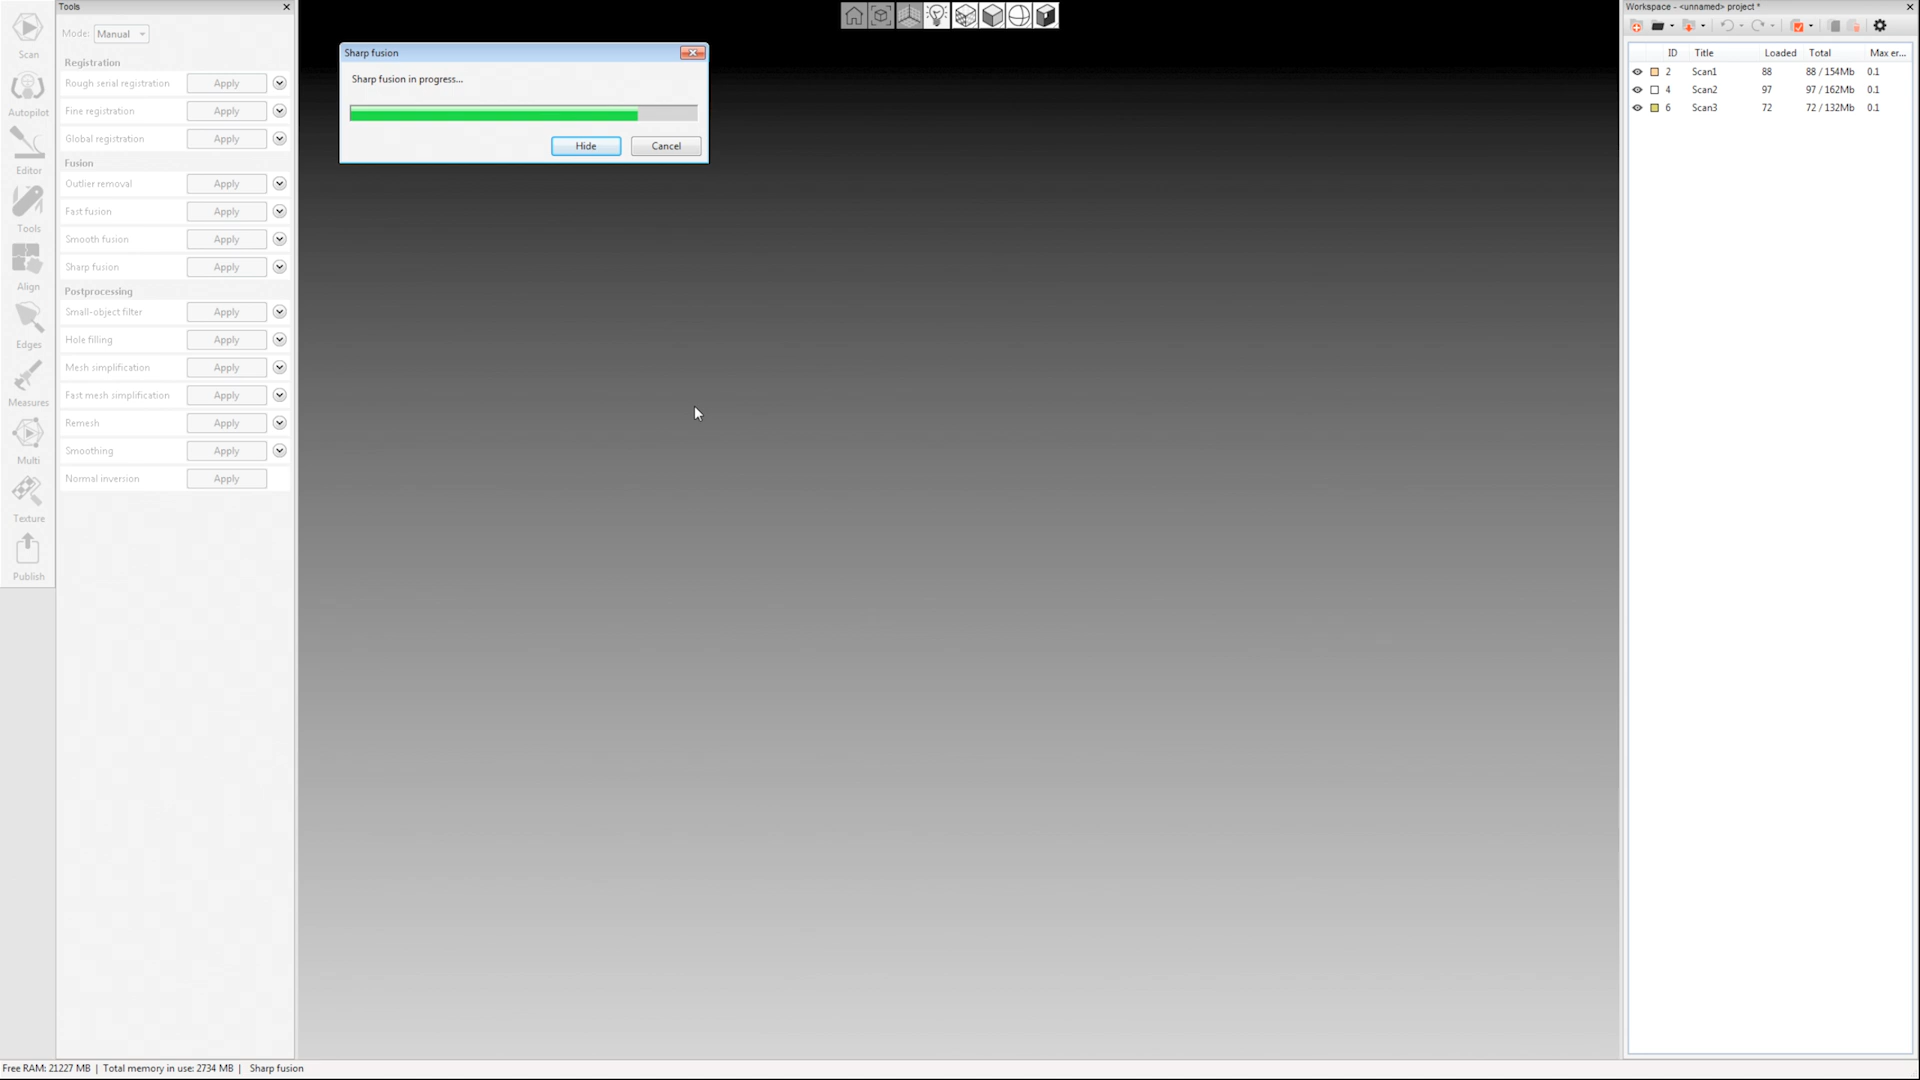 Tools
Mode: Manual
Registration
Rough serial registration Apply
Fine registration Apply
Global registration Apply
Fusion
Outlier removal Apply
Fast fusion Apply
Smooth fusion Apply
Sharp fusion Apply
Postprocessing
Small-object filter Apply
Hole filling Apply
Mesh simplification Apply
Fast mesh simplification Apply
Remesh Apply
Smoothing Apply
Normal inversion Apply
Scan
Autopilot
Editor
Tools
Align
Edges
Measures
Multi
Texture
Publish
Sharp fusion
Sharp fusion in progress...
Hide Cancel
Workspace - <unnamed> project *
ID Title Loaded Total Max er...
2 Scan1 88 88 / 154Mb 0.1
4 Scan2 97 97 / 162Mb 0.1
6 Scan3 72 72 / 132Mb 0.1
Free RAM: 21227 MB | Total memory in use: 2734 MB | Sharp fusion